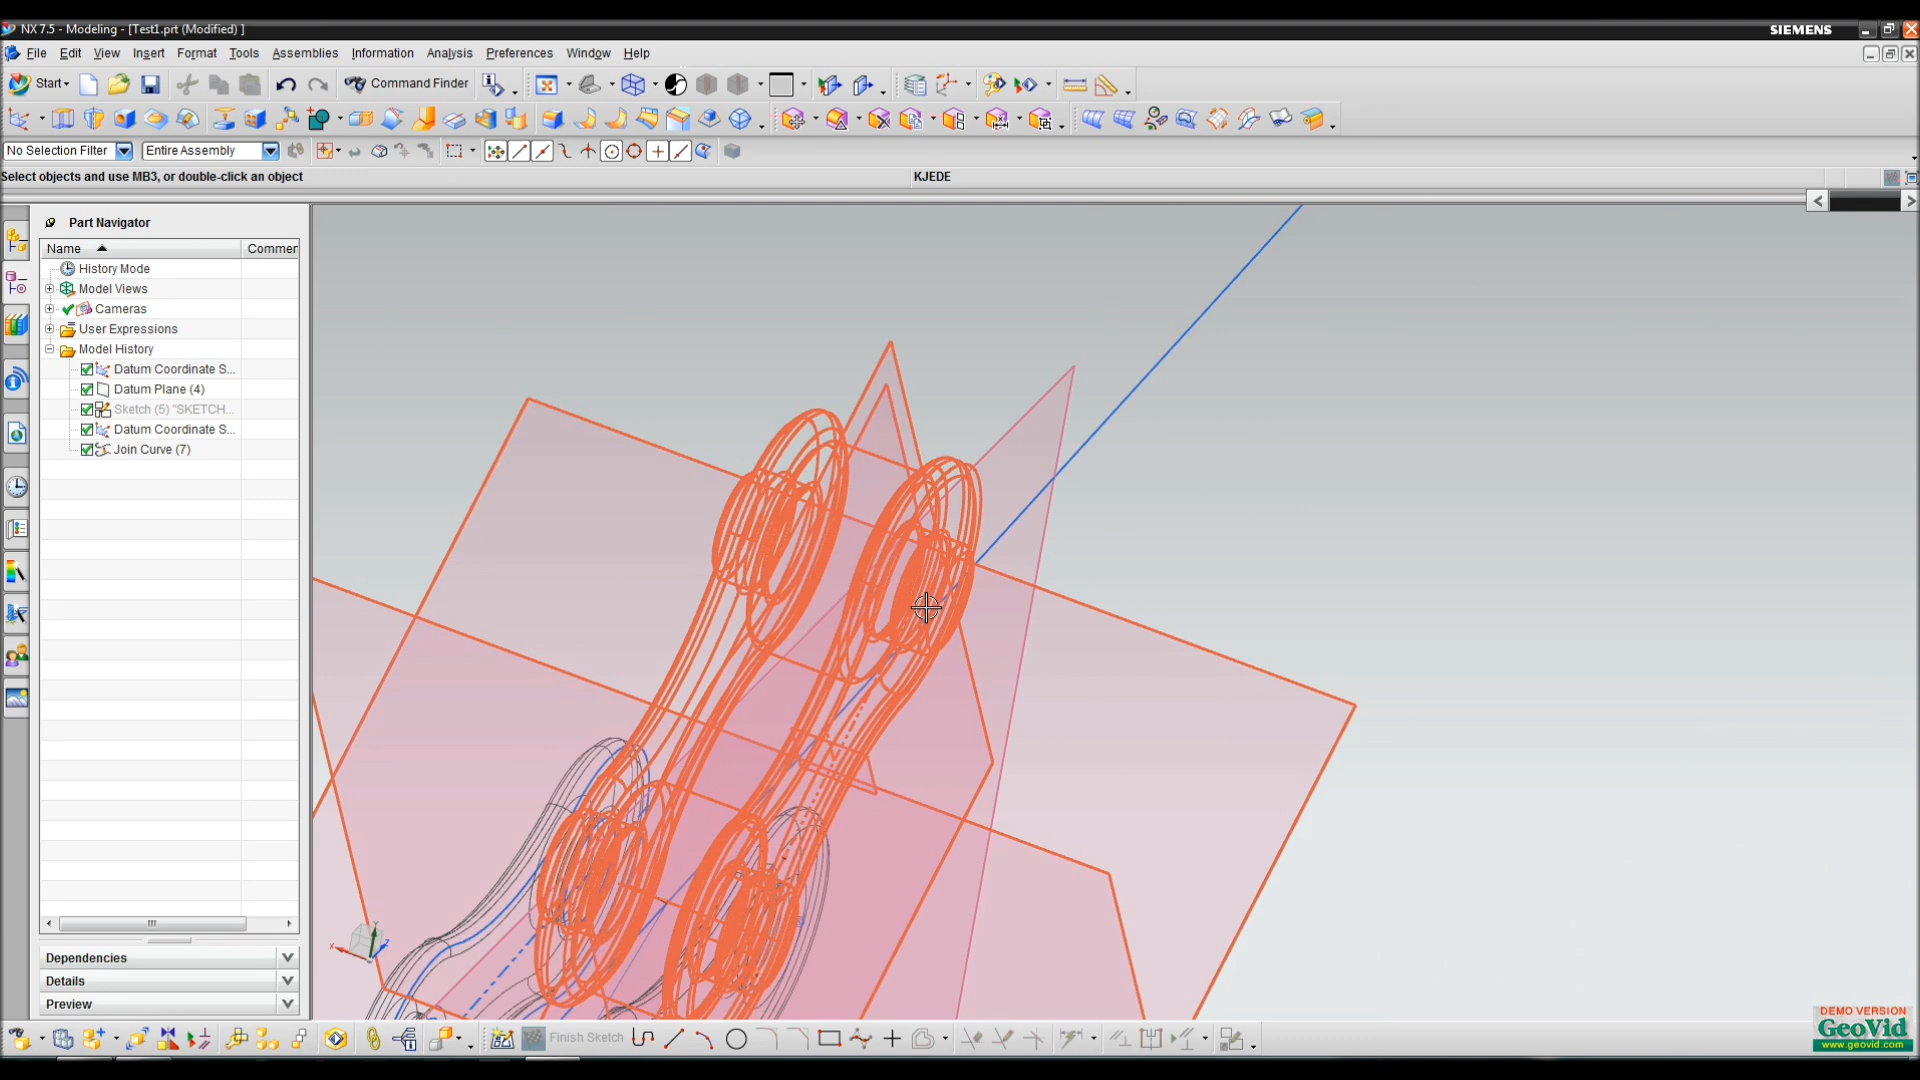 NX 7.5 - Modeling - [Test1.prt (Modified) ]
SIEMENS
File Edit View Insert Format Tools Assemblies Information Analysis Preferences Window Help
Start Command Finder
No Selection Filter Entire Assembly
Select objects and use MB3, or double-click an object
KJEDE
Part Navigator
Name Commer
History Mode
Model Views
Cameras
User Expressions
Model History
Datum Coordinate S...
Datum Plane (4)
Sketch (5) "SKETCH...
Datum Coordinate S...
Join Curve (7)
Dependencies
Details
Preview
Finish Sketch
DEMO VERSION
GeoVid
www.geovid.com